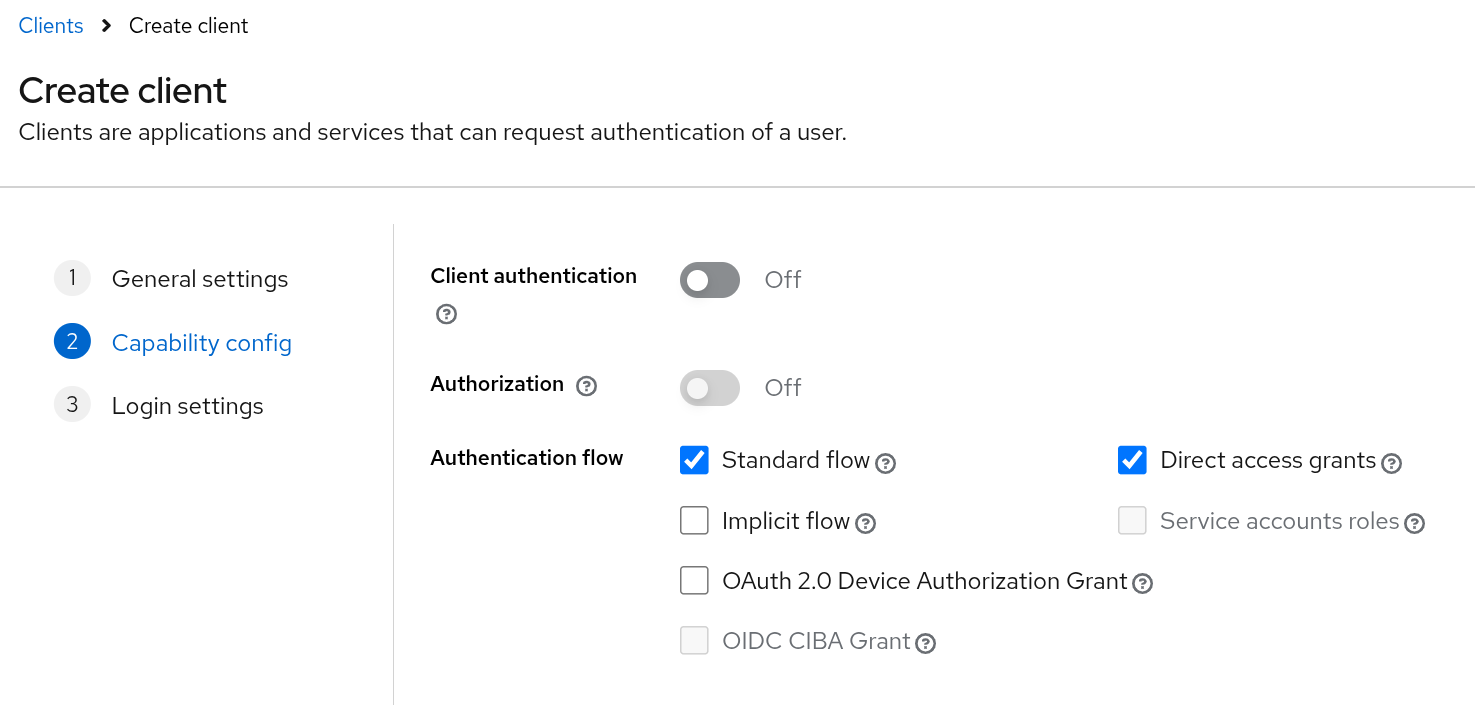 Clients > Create client
Create client
Clients are applications and services that can request authentication of a user.
1 General settings
2 Capability config
3 Login settings
Client authentication Off
Authorization Off
Authentication flow
Standard flow Direct access grants
Implicit flow Service accounts roles
OAuth 2.0 Device Authorization Grant
OIDC CIBA Grant